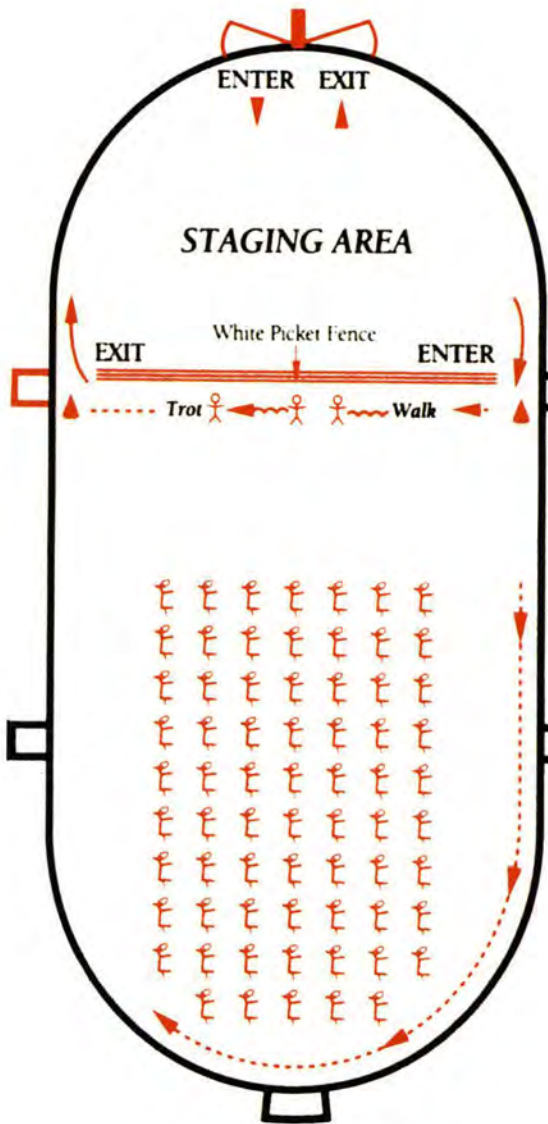 ENTER EXIT
STAGING AREA
White Picket Fence
EXIT ENTER
Trot Walk